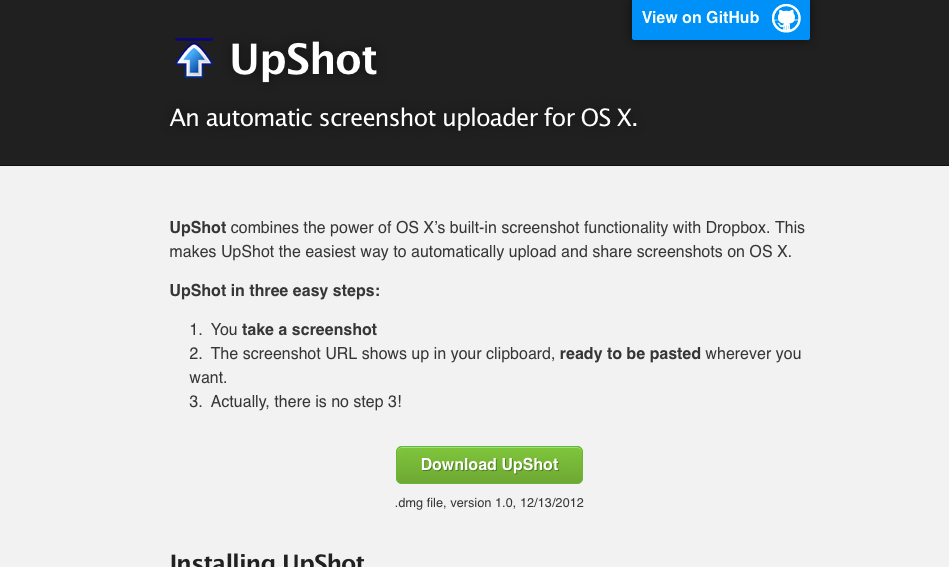 View on GitHub
UpShot
An automatic screenshot uploader for OS X.
UpShot combines the power of OS X’s built-in screenshot functionality with Dropbox. This
makes UpShot the easiest way to automatically upload and share screenshots on OS X.
UpShot in three easy steps:
1. You take a screenshot
2. The screenshot URL shows up in your clipboard, ready to be pasted wherever you
want.
3. Actually, there is no step 3!
Download UpShot
.dmg file, version 1.0, 12/13/2012
Installing UpShot